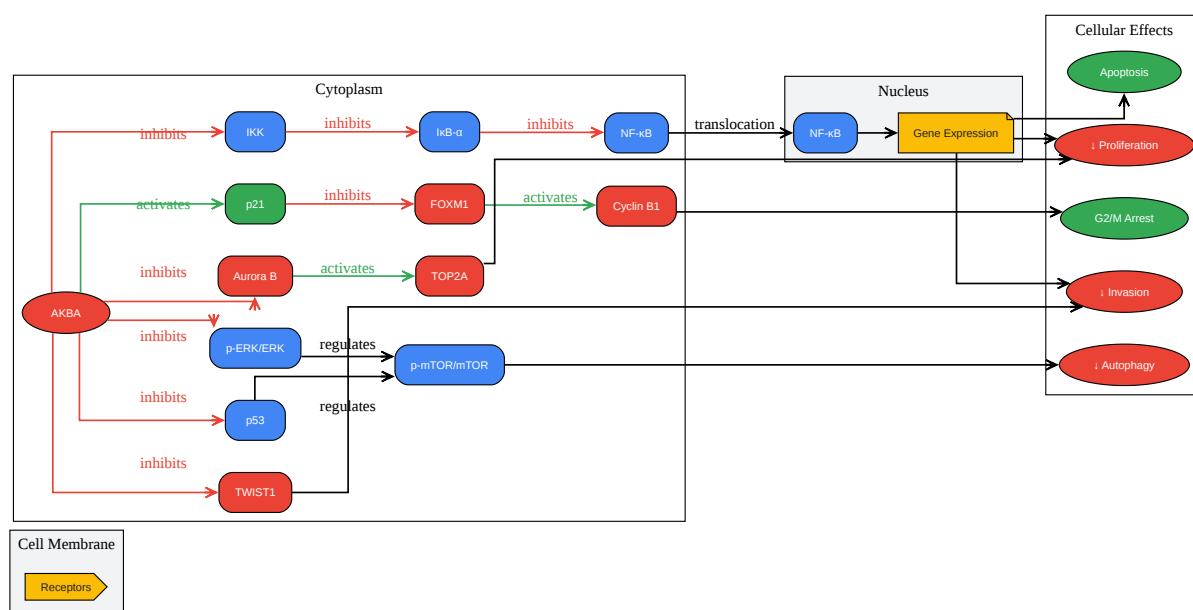 Cellular Effects
Apoptosis
Cytoplasm
Nucleus
inhibits
IKK
inhibits
IκB-α
inhibits
NF-κB
translocation
NF-κB
Gene Expression
↓ Proliferation
activates
p21
inhibits
FOXM1
activates
Cyclin B1
G2/M Arrest
inhibits
Aurora B
activates
TOP2A
AKBA
↓ Invasion
inhibits
p-ERK/ERK
regulates
p-mTOR/mTOR
↓ Autophagy
inhibits
p53
regulates
inhibits
TWIST1
Cell Membrane
Receptors